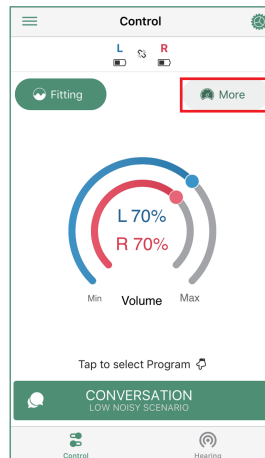 Control
L R
Fitting
More
L 70%
R 70%
Min Volume Max
Tap to select Program
CONVERSATION
LOW NOISY SCENARIO
Control Hearing